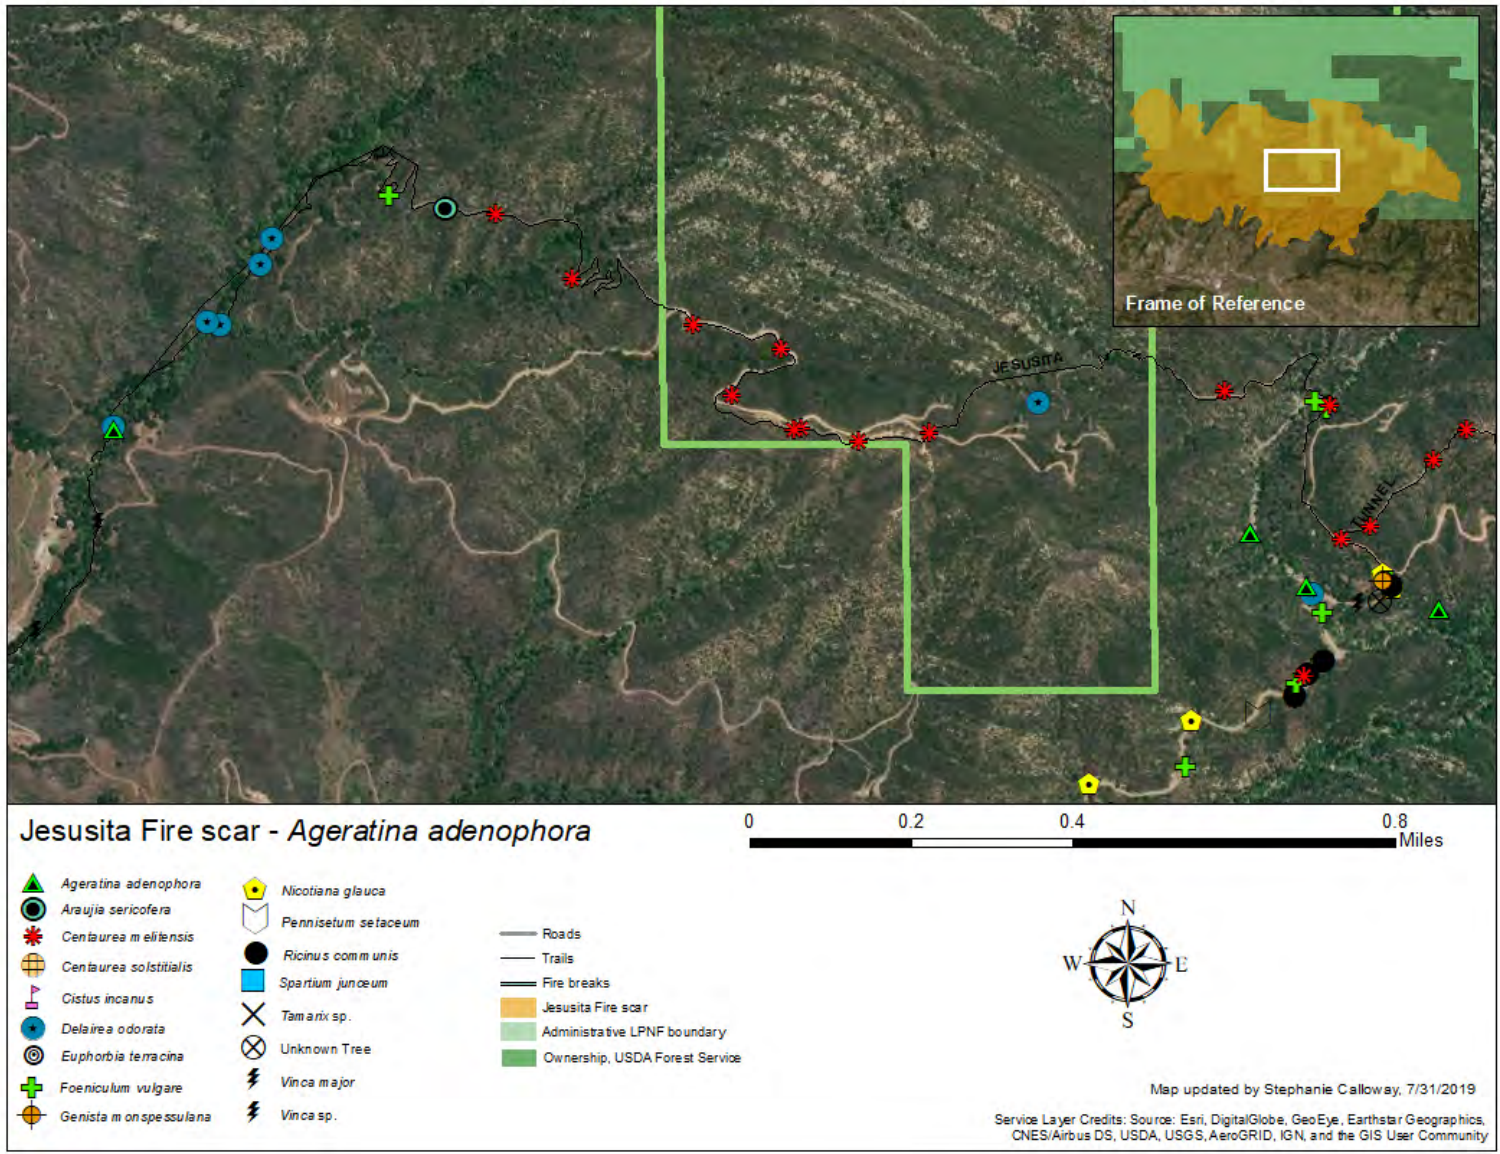 Frame of Reference
JESUSITA
TUNNEL
Jesusita Fire scar - Ageratina adenophora
0 0.2 0.4 0.8
Miles
Ageratina adenophora
Araujia sericofera
Centaurea melitensis
Centaurea solstitialis
Cistus incanus
Delairea odorata
Euphorbia terracina
Foeniculum vulgare
Genista monspessulana
Nicotiana glauca
Pennisetum setaceum
Ricinus communis
Spartium junceum
Tamarix sp.
Unknown Tree
Vinca major
Vinca sp.
Roads
Trails
Fire breaks
Jesusita Fire scar
Administrative LPNF boundary
Ownership, USDA Forest Service
N
W E
S
Map updated by Stephanie Calloway, 7/31/2019
Service Layer Credits: Source: Esri, DigitalGlobe, GeoEye, Earthstar Geographics,
CNES/Airbus DS, USDA, USGS, AeroGRID, IGN, and the GIS User Community